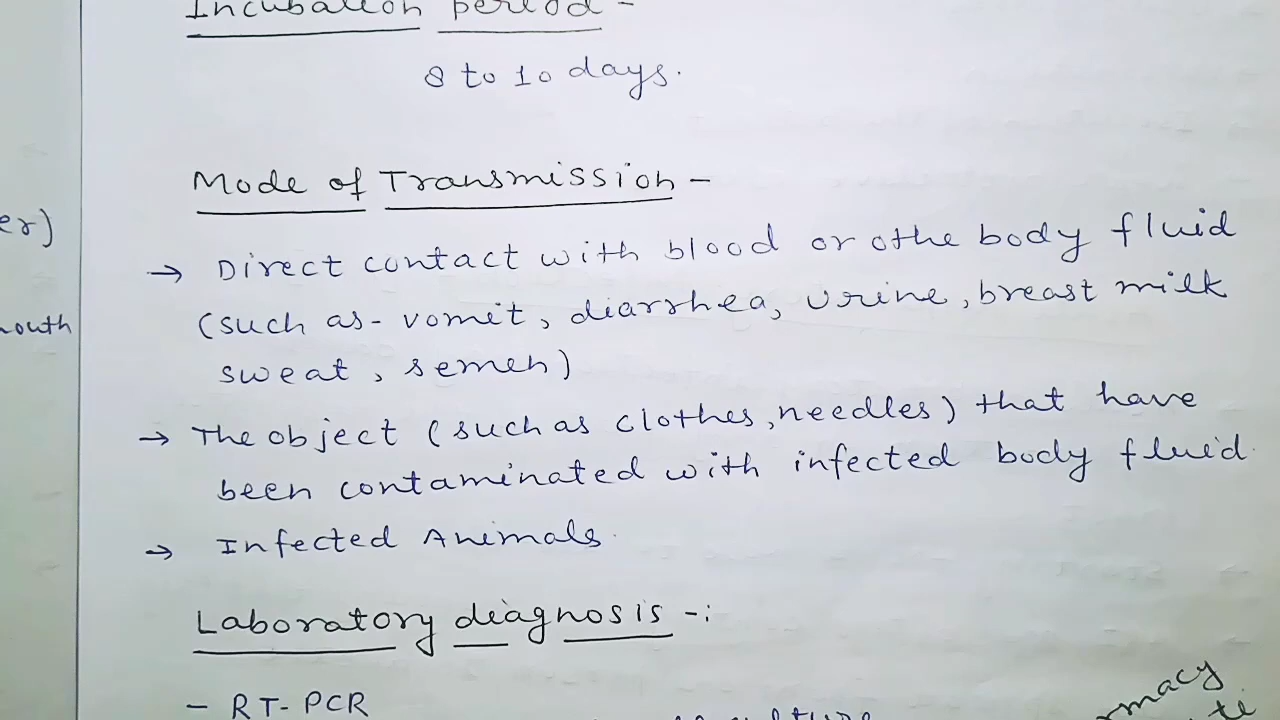 Incubation period -
8 to 10 days.
Mode of Transmission -
er)
→ Direct contact with blood or othe body fluid
(such as - vomit, diarrhea, urine, breast milk
outh
sweat, semen)
→ The object (such as clothes, needles) that have
been contaminated with infected body fluid.
→ Infected Animals.
Laboratory diagnosis -:
- RT-PCR